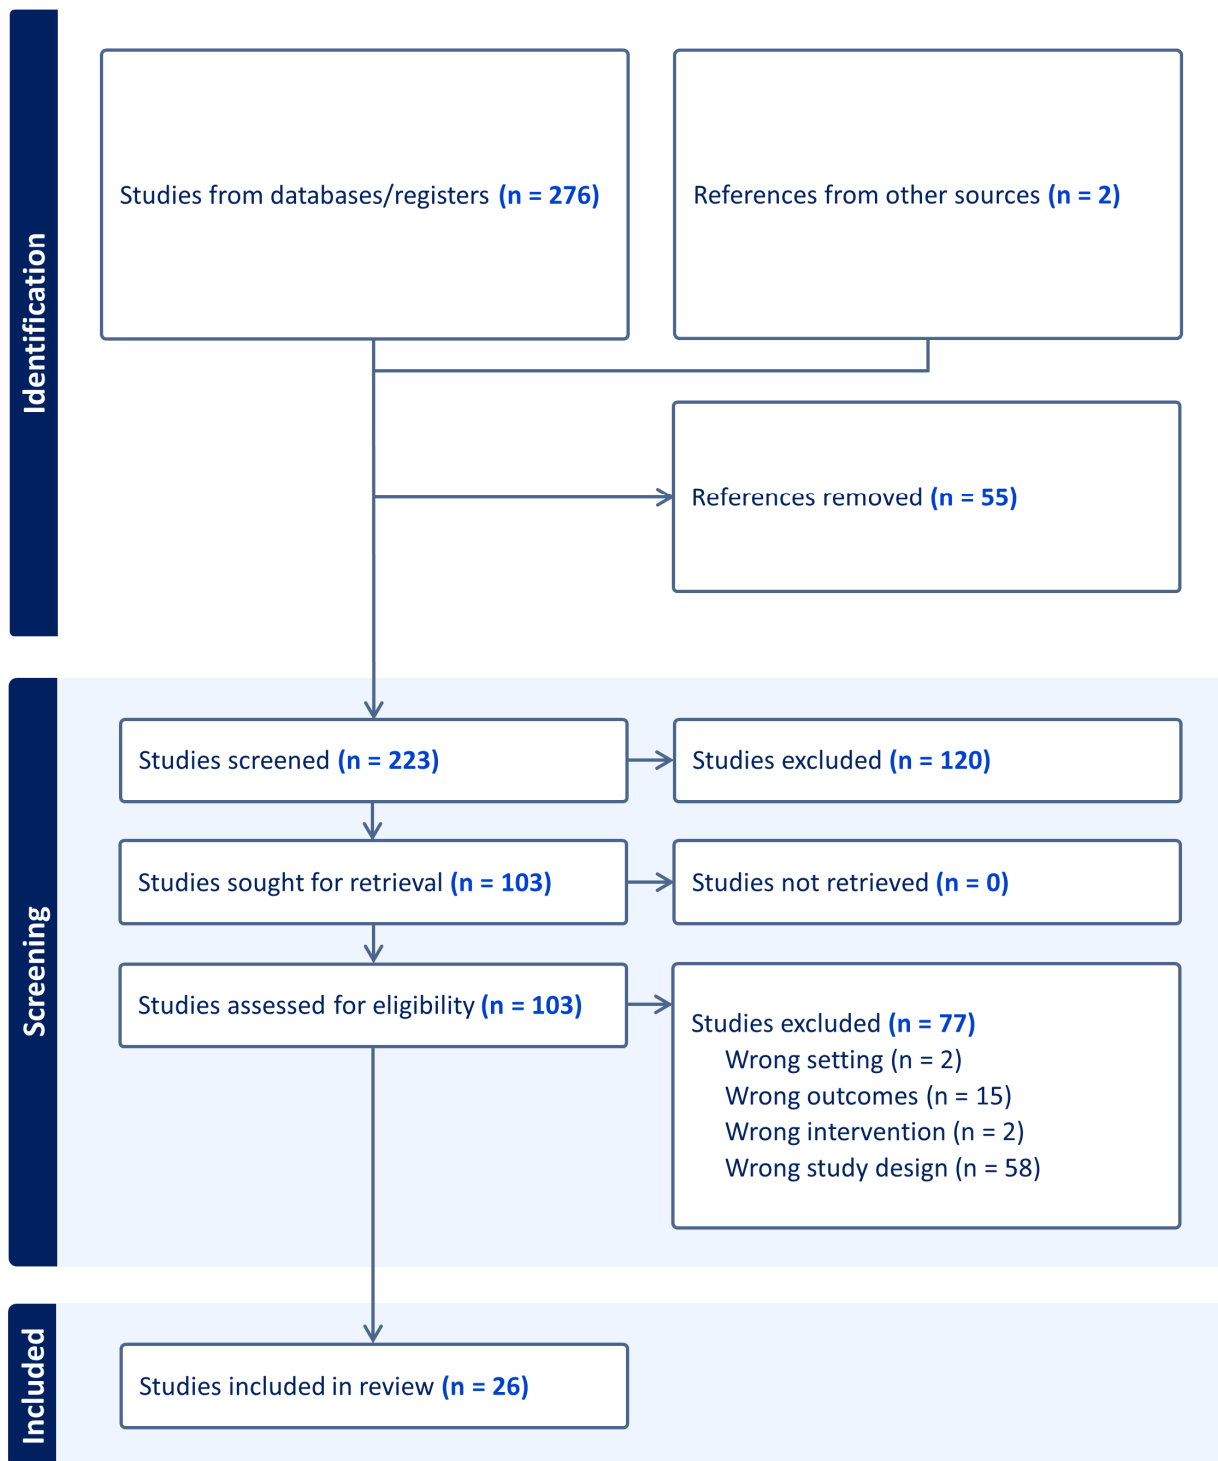 Identification
Studies from databases/registers (n = 276)
References from other sources (n = 2)
References removed (n = 55)
Screening
Studies screened (n = 223)
Studies excluded (n = 120)
Studies sought for retrieval (n = 103)
Studies not retrieved (n = 0)
Studies assessed for eligibility (n = 103)
Studies excluded (n = 77)
Wrong setting (n = 2)
Wrong outcomes (n = 15)
Wrong intervention (n = 2)
Wrong study design (n = 58)
Included
Studies included in review (n = 26)